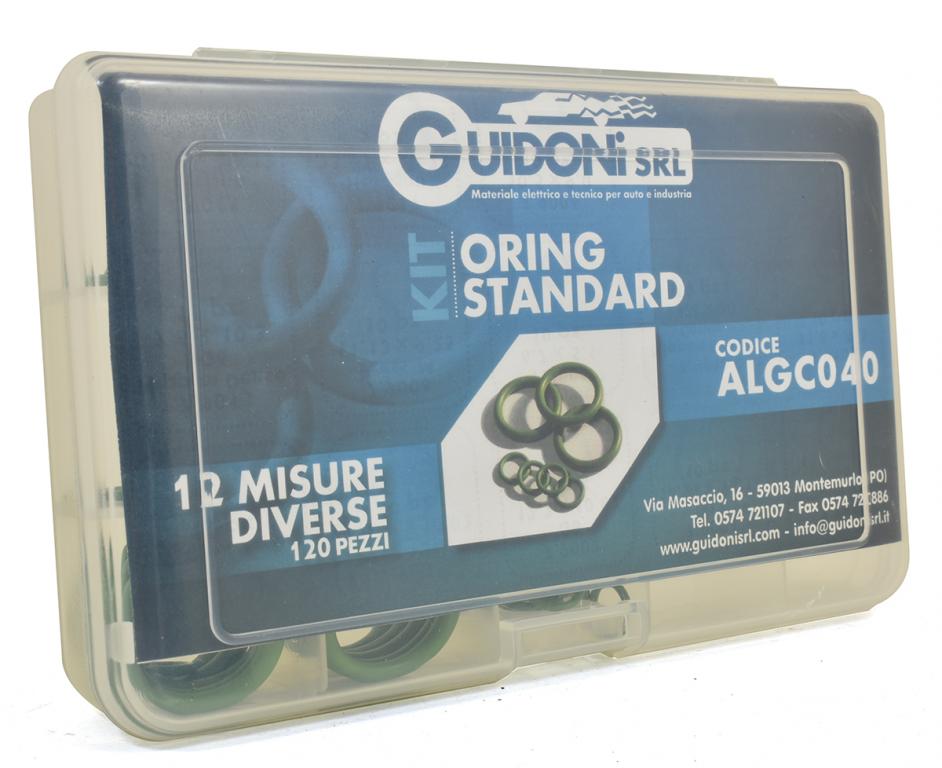 GUIDONi SRL
Materiale elettrico e tecnico per auto e industria
KIT
ORING
STANDARD
CODICE
ALGC040
12 MISURE
DIVERSE
120 PEZZI
Via Masaccio, 16 - 59013 Montemurlo (PO)
Tel. 0574 721107 - Fax 0574
www.guidonisrl.com - info@guidonisrl.it